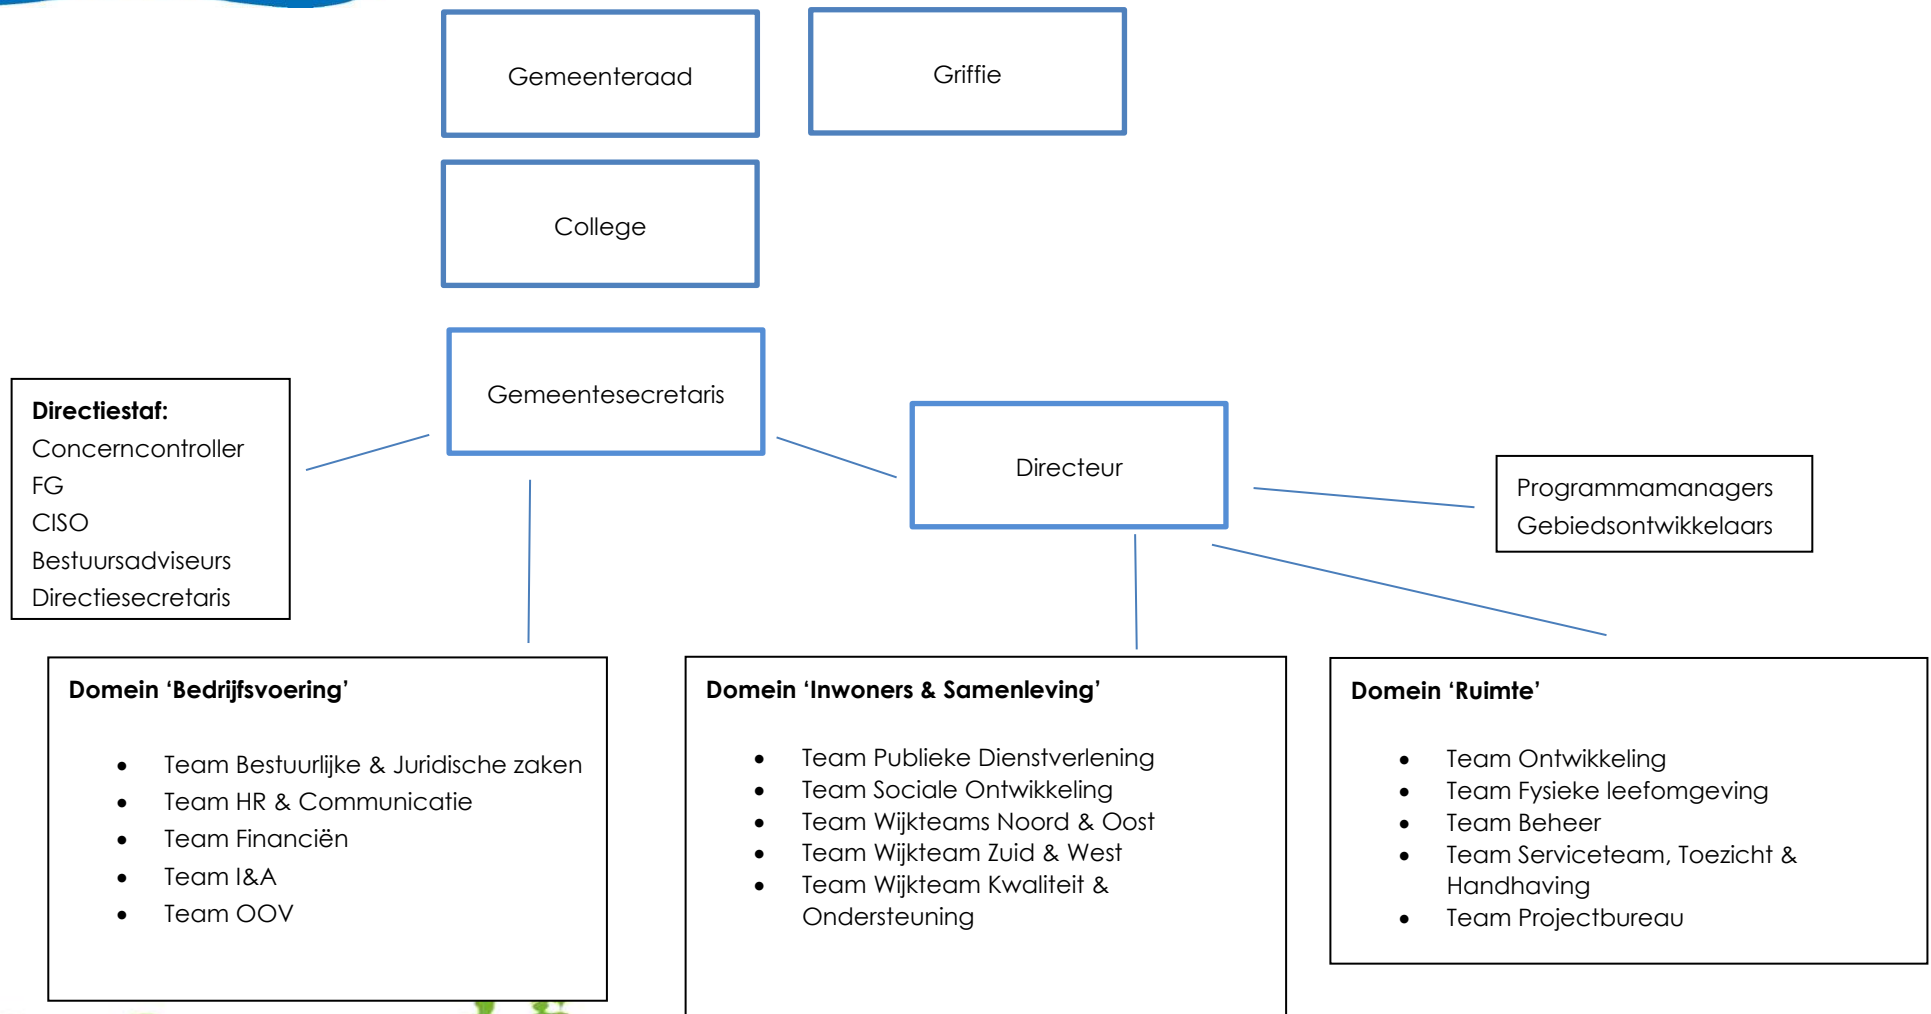 Gemeenteraad
Griffie
College
Gemeentesecretaris
Directeur
Directiestaf:
Concerncontroller
FG
CISO
Bestuursadviseurs
Directiesecretaris
Programmamanagers
Gebiedsontwikkelaars
Domein ‘Bedrijfsvoering’
• Team Bestuurlijke & Juridische zaken
• Team HR & Communicatie
• Team Financiën
• Team I&A
• Team OOV
Domein ‘Inwoners & Samenleving’
• Team Publieke Dienstverlening
• Team Sociale Ontwikkeling
• Team Wijkteams Noord & Oost
• Team Wijkteam Zuid & West
• Team Wijkteam Kwaliteit &
Ondersteuning
Domein ‘Ruimte’
• Team Ontwikkeling
• Team Fysieke leefomgeving
• Team Beheer
• Team Serviceteam, Toezicht &
Handhaving
• Team Projectbureau